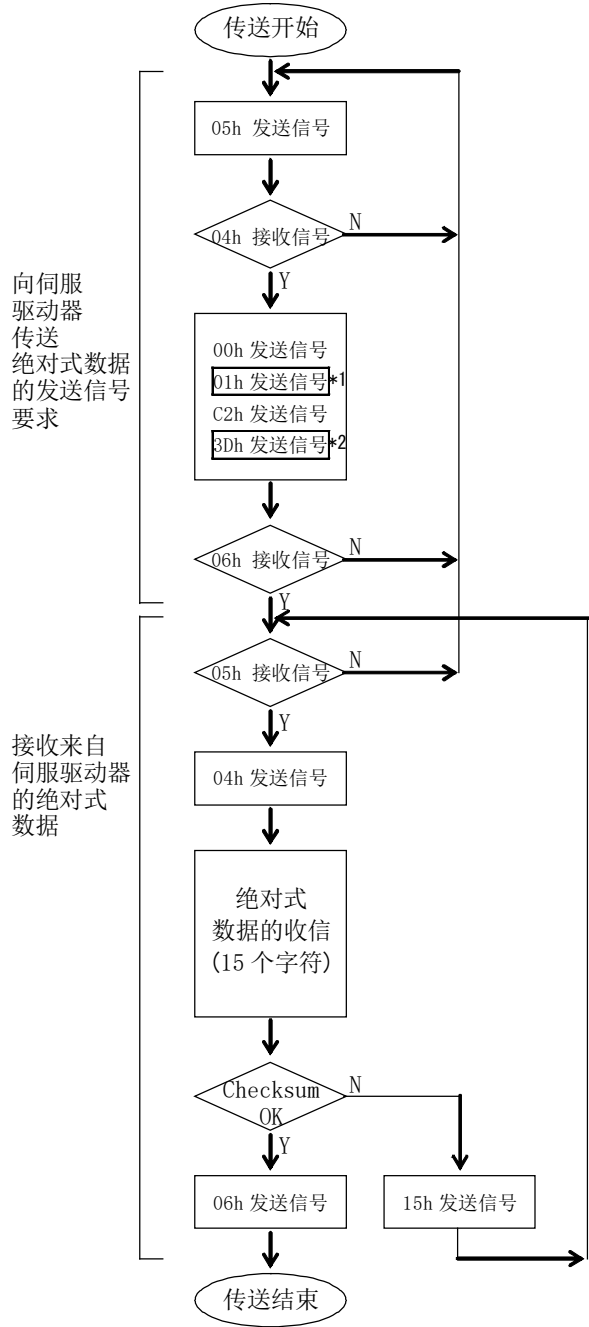 传送开始
05h 发送信号
04h 接收信号
N
Y
向伺服
驱动器
传送
绝对式数据
的发送信号
要求
00h 发送信号
01h 发送信号*1
C2h 发送信号
3Dh 发送信号*2
06h 接收信号
N
Y
05h 接收信号
N
Y
接收来自
伺服驱动器
的绝对式
数据
04h 发送信号
绝对式
数据的收信
(15 个字符)
Checksum
OK
N
Y
06h 发送信号
15h 发送信号
传送结束